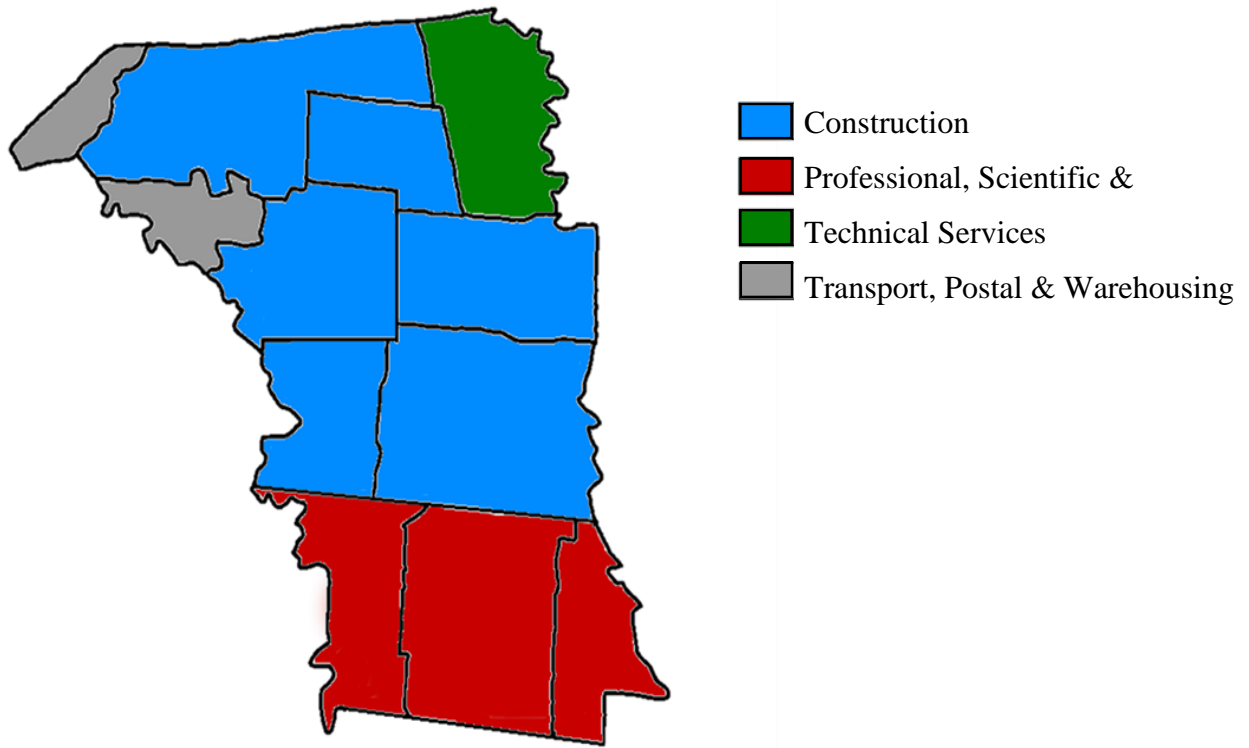 Construction
Professional, Scientific &
Technical Services
Transport, Postal & Warehousing